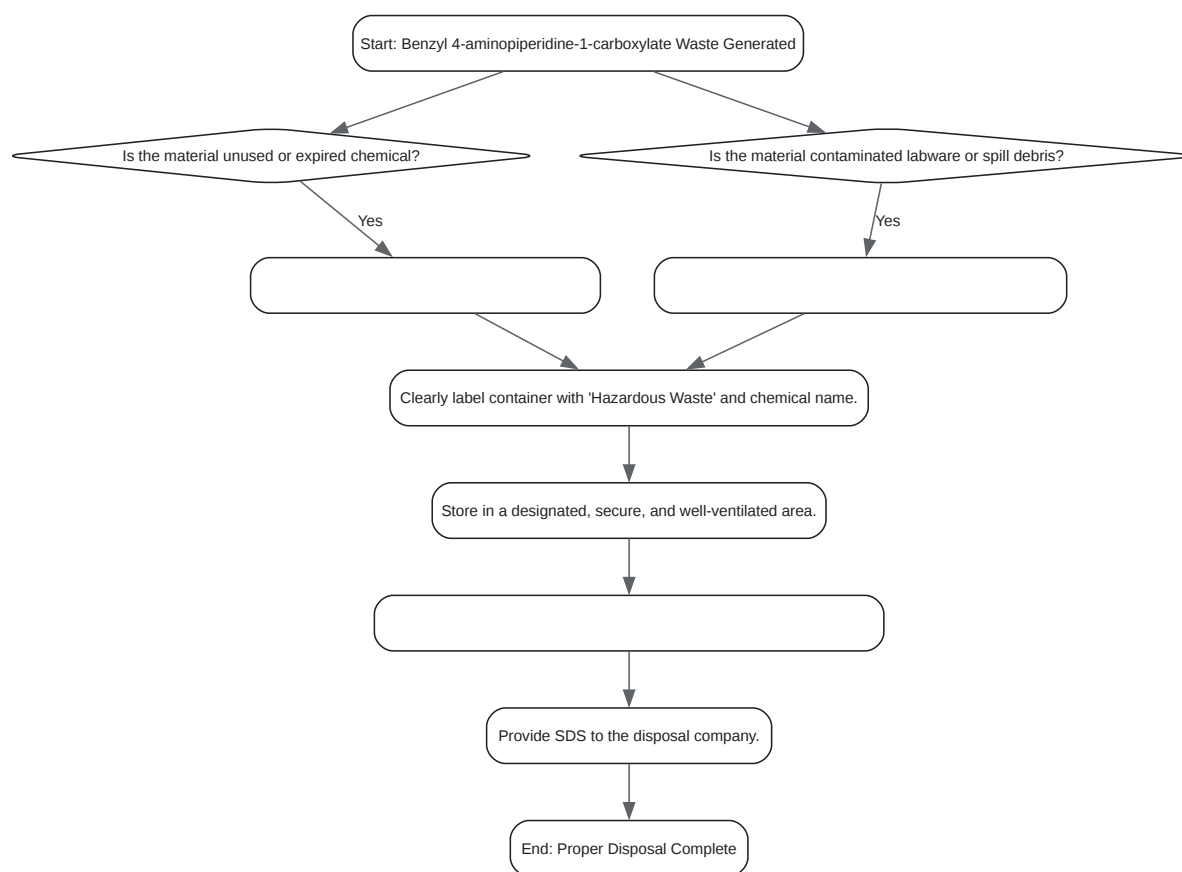 Start: Benzyl 4-aminopiperidine-1-carboxylate Waste Generated
Is the material unused or expired chemical?
Is the material contaminated labware or spill debris?
Yes
Yes
Clearly label container with 'Hazardous Waste' and chemical name.
Store in a designated, secure, and well-ventilated area.
Provide SDS to the disposal company.
End: Proper Disposal Complete